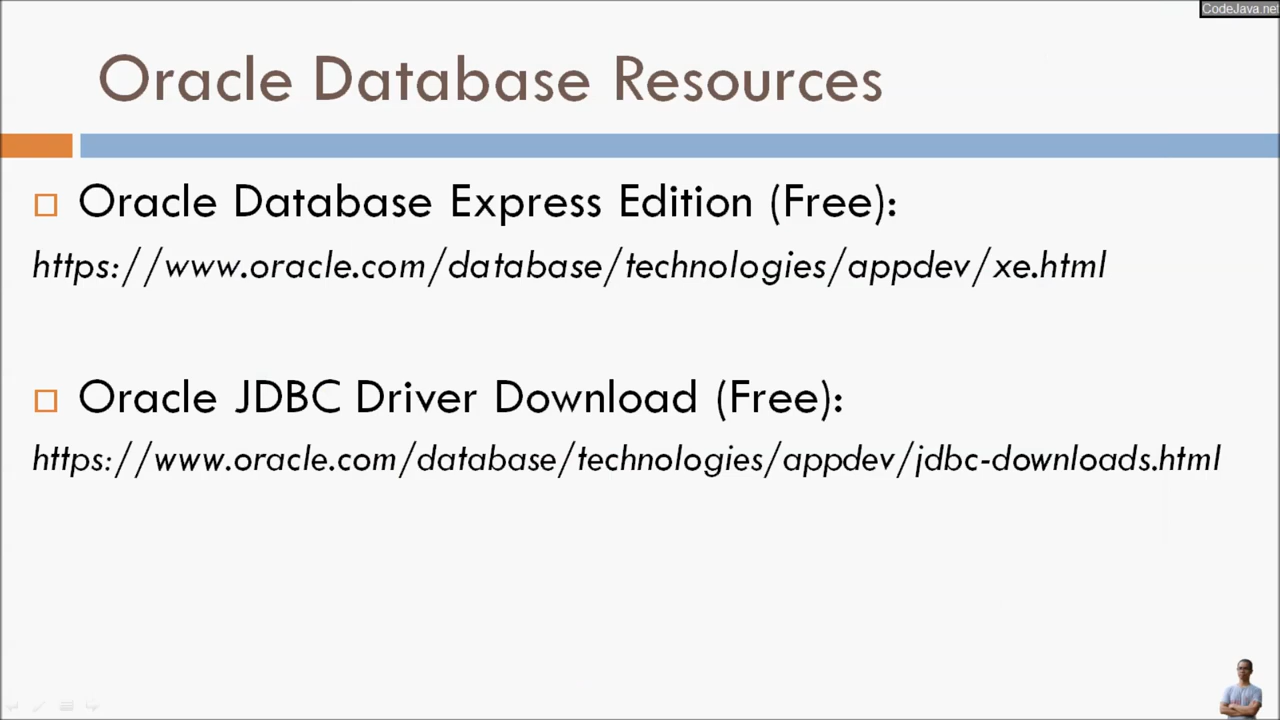 CodeJava.net
Oracle Database Resources
Oracle Database Express Edition (Free):
https://www.oracle.com/database/technologies/appdev/xe.html
Oracle JDBC Driver Download (Free):
https://www.oracle.com/database/technologies/appdev/jdbc-downloads.html